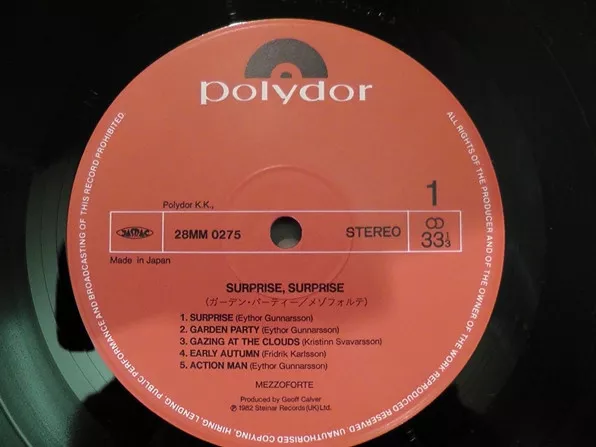 polydor
ALL RIGHTS OF THE PRODUCER AND OF THE OWNER OF THE WORK REPRODUCED RESERVED. UNAUTHORISED COPYING, HIRING, LENDING, PUBLIC PERFORMANCE AND BROADCASTING OF THIS RECORD PROHIBITED.
1
Polydor K.K.,
28MM 0275
STEREO
33 1/3
Made in Japan
SURPRISE, SURPRISE
(ガーデン・パーティー/メゾフォルテ)
1. SURPRISE (Eythor Gunnarsson)
2. GARDEN PARTY (Eythor Gunnarsson)
3. GAZING AT THE CLOUDS (Kristinn Svavarsson)
4. EARLY AUTUMN (Fridrik Karlsson)
5. ACTION MAN (Eythor Gunnarsson)
MEZZOFORTE
Produced by Geoff Calver
℗ 1982 Steinar Records (UK) Ltd.